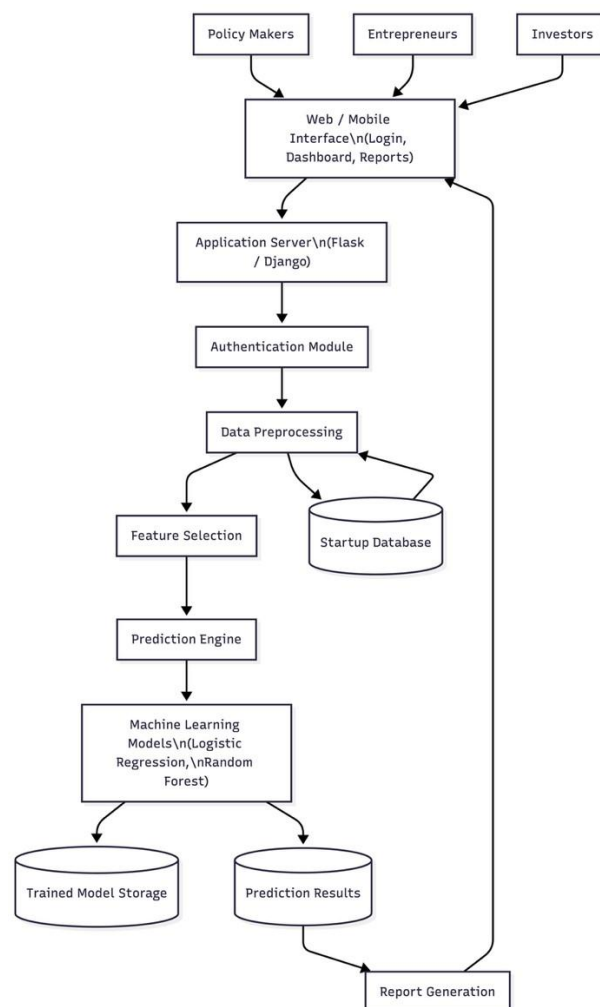 Policy Makers
Entrepreneurs
Investors
Web / Mobile
Interface\n(Login,
Dashboard, Reports)
Application Server\n(Flask
/ Django)
Authentication Module
Data Preprocessing
Feature Selection
Startup Database
Prediction Engine
Machine Learning
Models\n(Logistic
Regression,\nRandom
Forest)
Trained Model Storage
Prediction Results
Report Generation